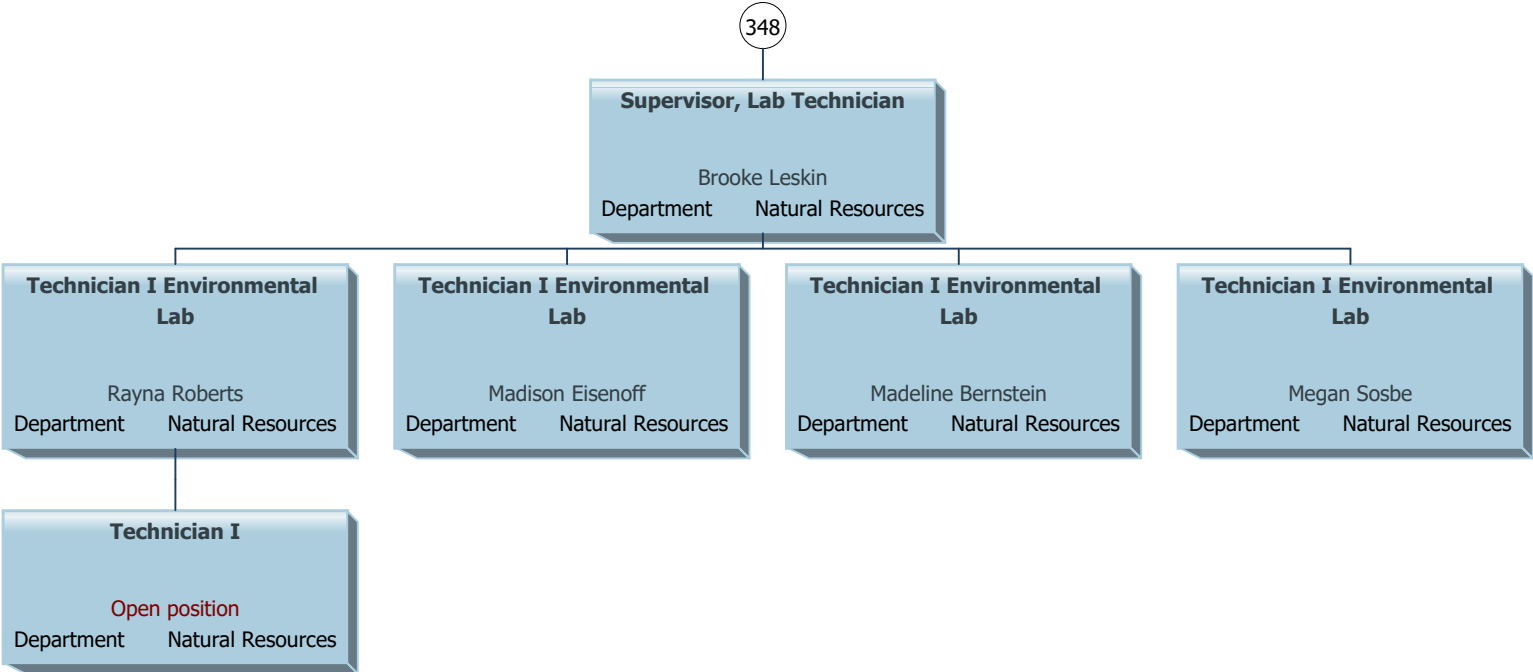 348
Supervisor, Lab Technician
Brooke Leskin
Department Natural Resources
Technician I Environmental
Lab
Rayna Roberts
Department Natural Resources
Technician I Environmental
Lab
Madison Eisenoff
Department Natural Resources
Technician I Environmental
Lab
Madeline Bernstein
Department Natural Resources
Technician I Environmental
Lab
Megan Sosbe
Department Natural Resources
Technician I
Open position
Department Natural Resources